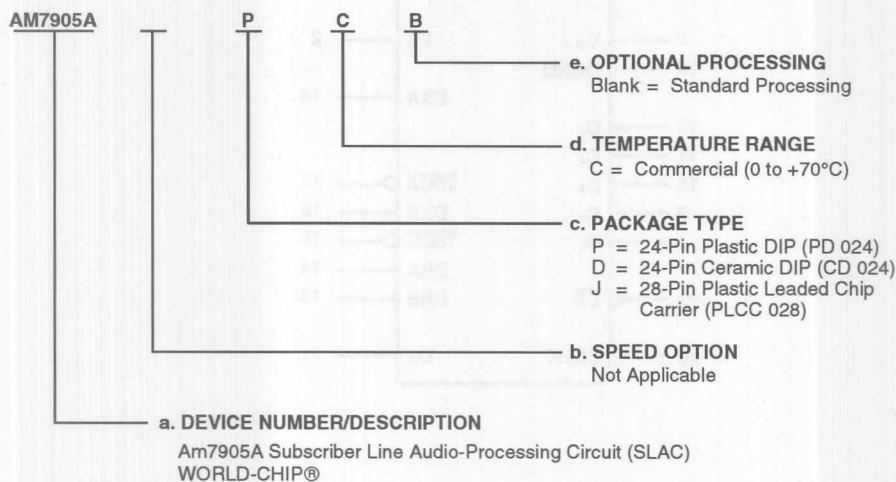 AM7905A P C B
e. OPTIONAL PROCESSING
Blank = Standard Processing
d. TEMPERATURE RANGE
C = Commercial (0 to +70°C)
c. PACKAGE TYPE
P = 24-Pin Plastic DIP (PD 024)
D = 24-Pin Ceramic DIP (CD 024)
J = 28-Pin Plastic Leaded Chip
Carrier (PLCC 028)
b. SPEED OPTION
Not Applicable
a. DEVICE NUMBER/DESCRIPTION
Am7905A Subscriber Line Audio-Processing Circuit (SLAC)
WORLD-CHIP®